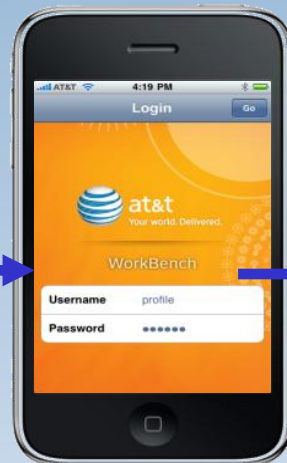 AT&T 4:19 PM
Login Go
at&t
Your world. Delivered.
WorkBench
Username profile
Password ••••••